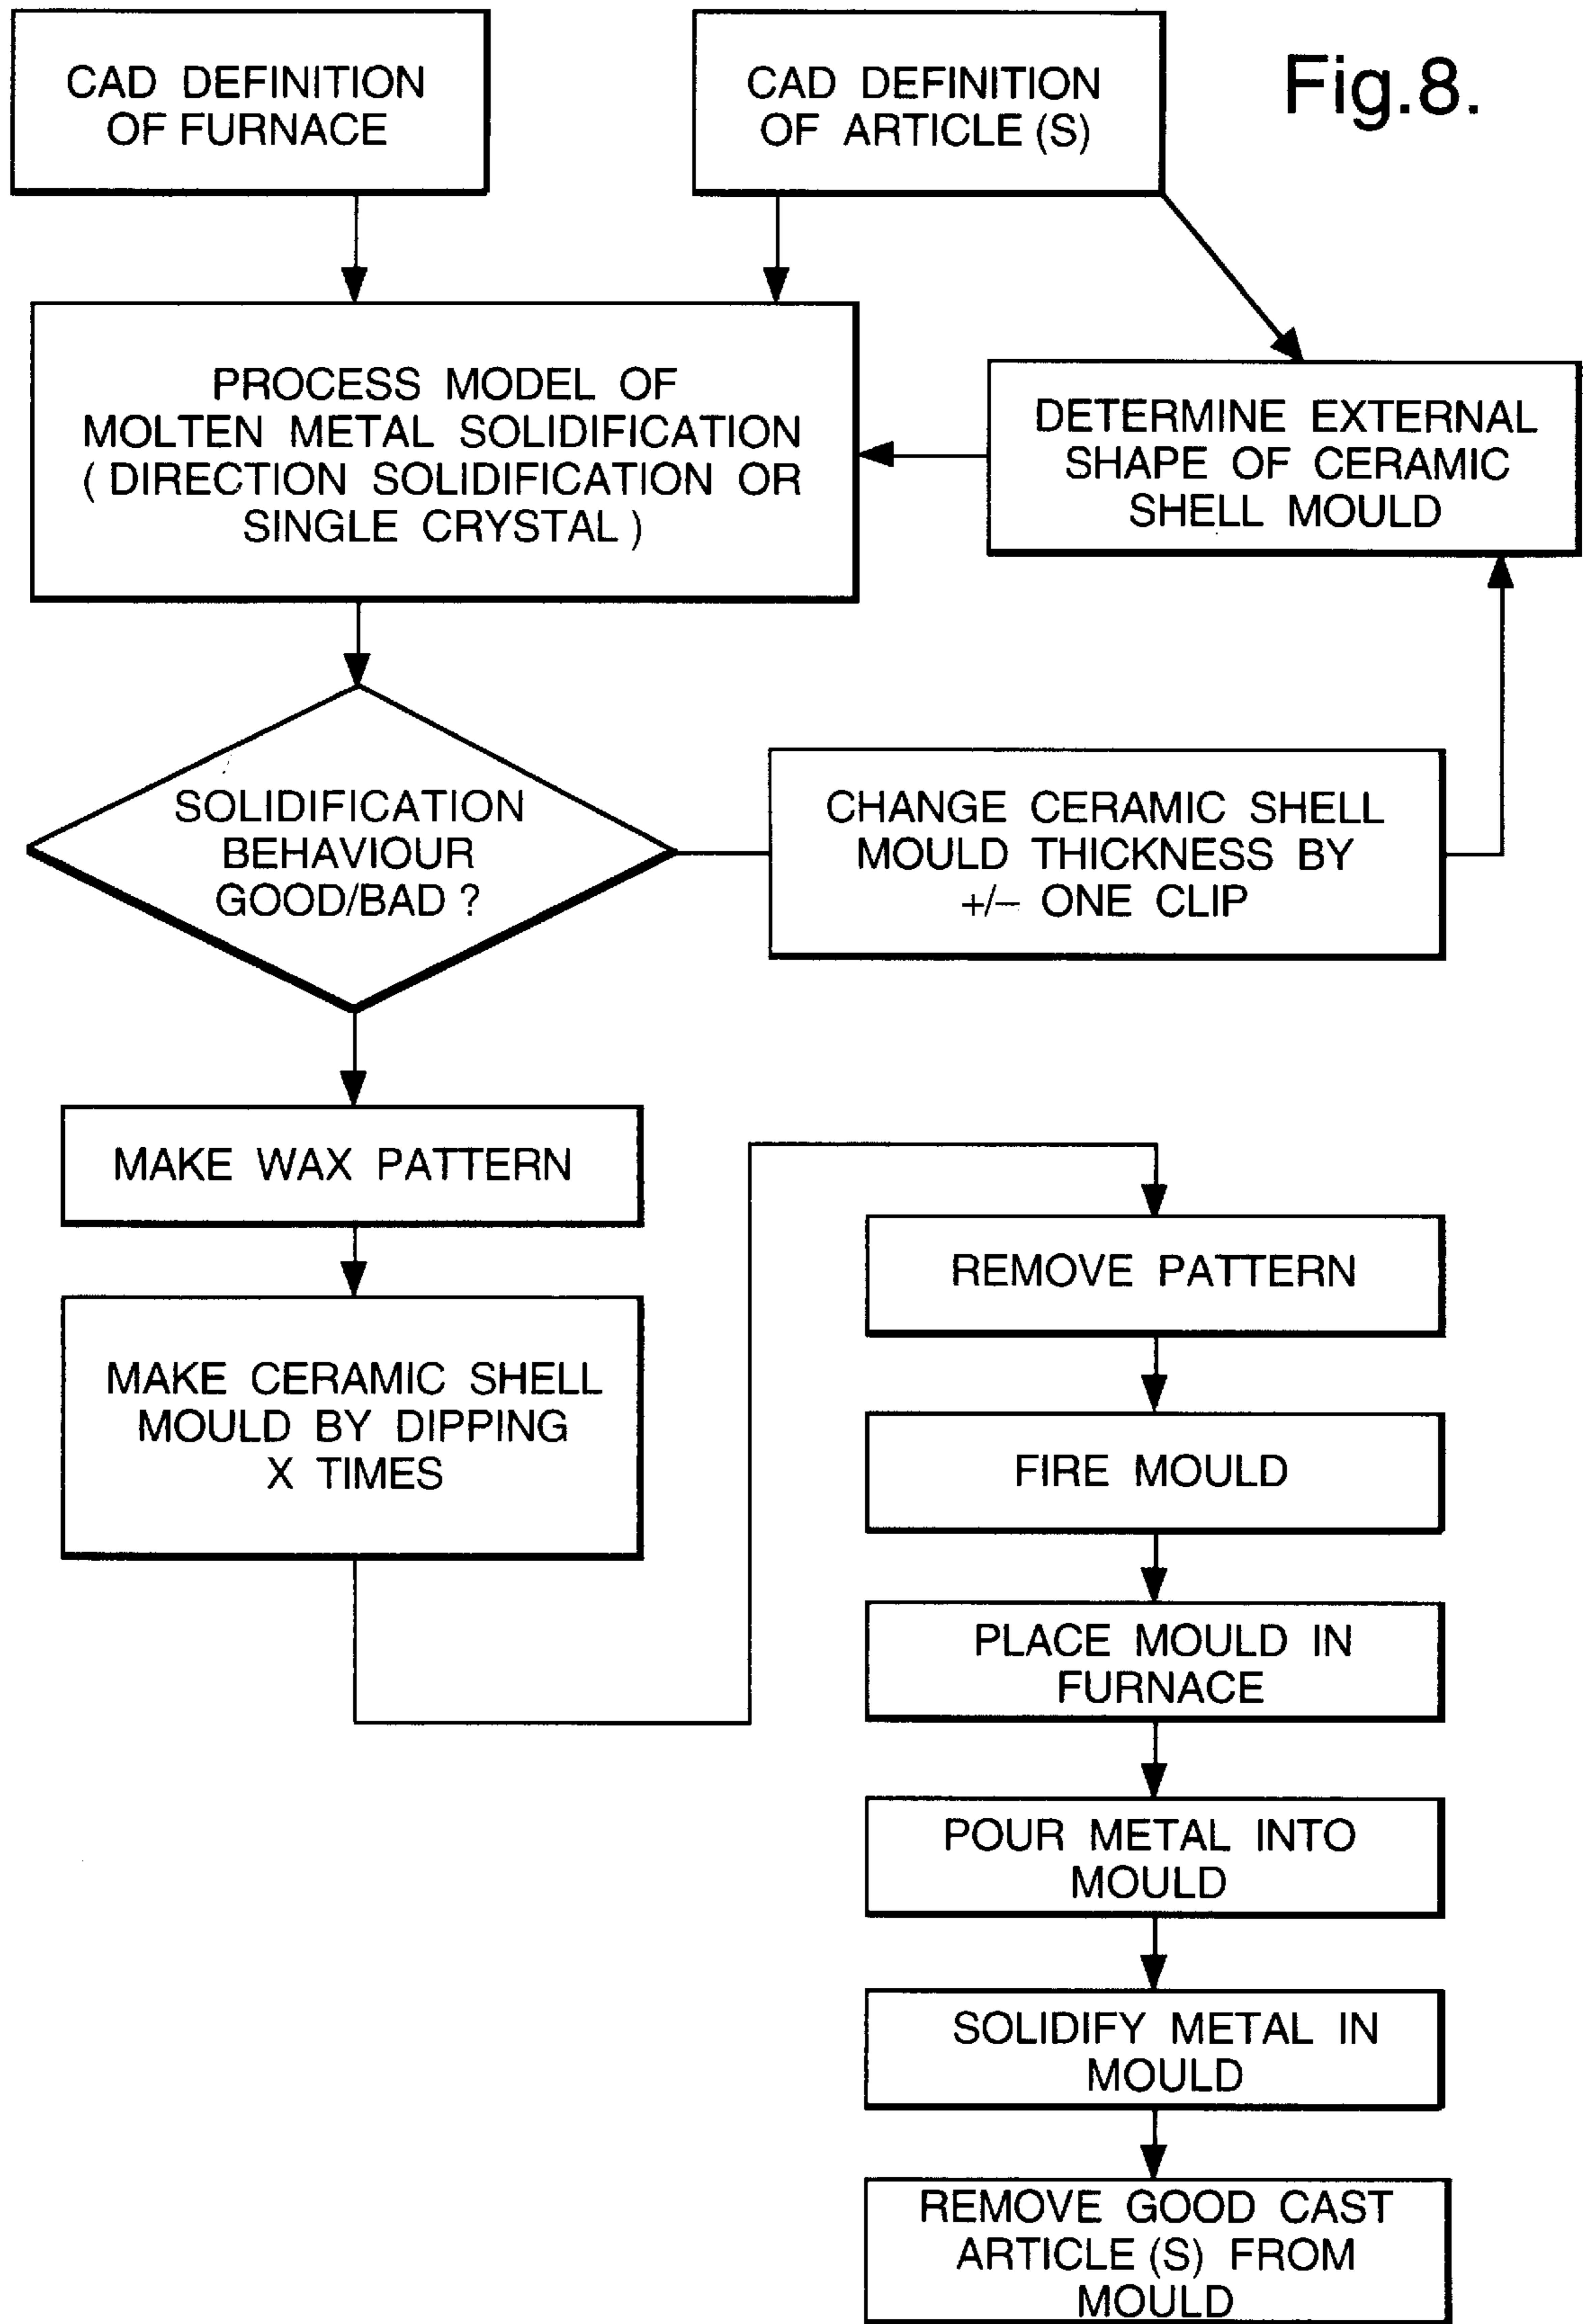 CAD DEFINITION
OF FURNACE
CAD DEFINITION
OF ARTICLE (S)
Fig.8.
PROCESS MODEL OF
MOLTEN METAL SOLIDIFICATION
( DIRECTION SOLIDIFICATION OR
SINGLE CRYSTAL )
DETERMINE EXTERNAL
SHAPE OF CERAMIC
SHELL MOULD
SOLIDIFICATION
BEHAVIOUR
GOOD/BAD ?
CHANGE CERAMIC SHELL
MOULD THICKNESS BY
+/– ONE CLIP
MAKE WAX PATTERN
MAKE CERAMIC SHELL
MOULD BY DIPPING
X TIMES
REMOVE PATTERN
FIRE MOULD
PLACE MOULD IN
FURNACE
POUR METAL INTO
MOULD
SOLIDIFY METAL IN
MOULD
REMOVE GOOD CAST
ARTICLE (S) FROM
MOULD